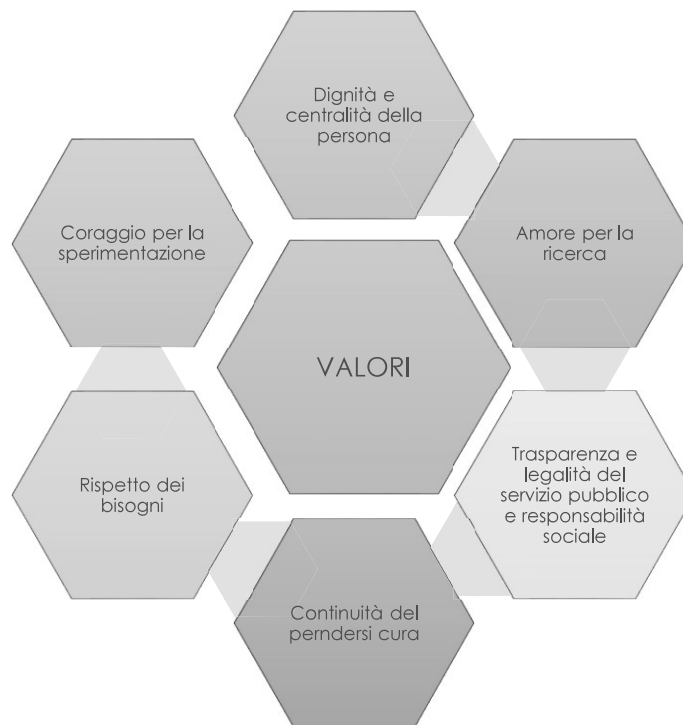 Dignità e
centralità della
persona
Coraggio per la
sperimentazione
Amore per la
ricerca
VALORI
Rispetto dei
bisogni
Trasparenza e
legalità del
servizio pubblico
e responsabilità
sociale
Continuità del
perndersi cura